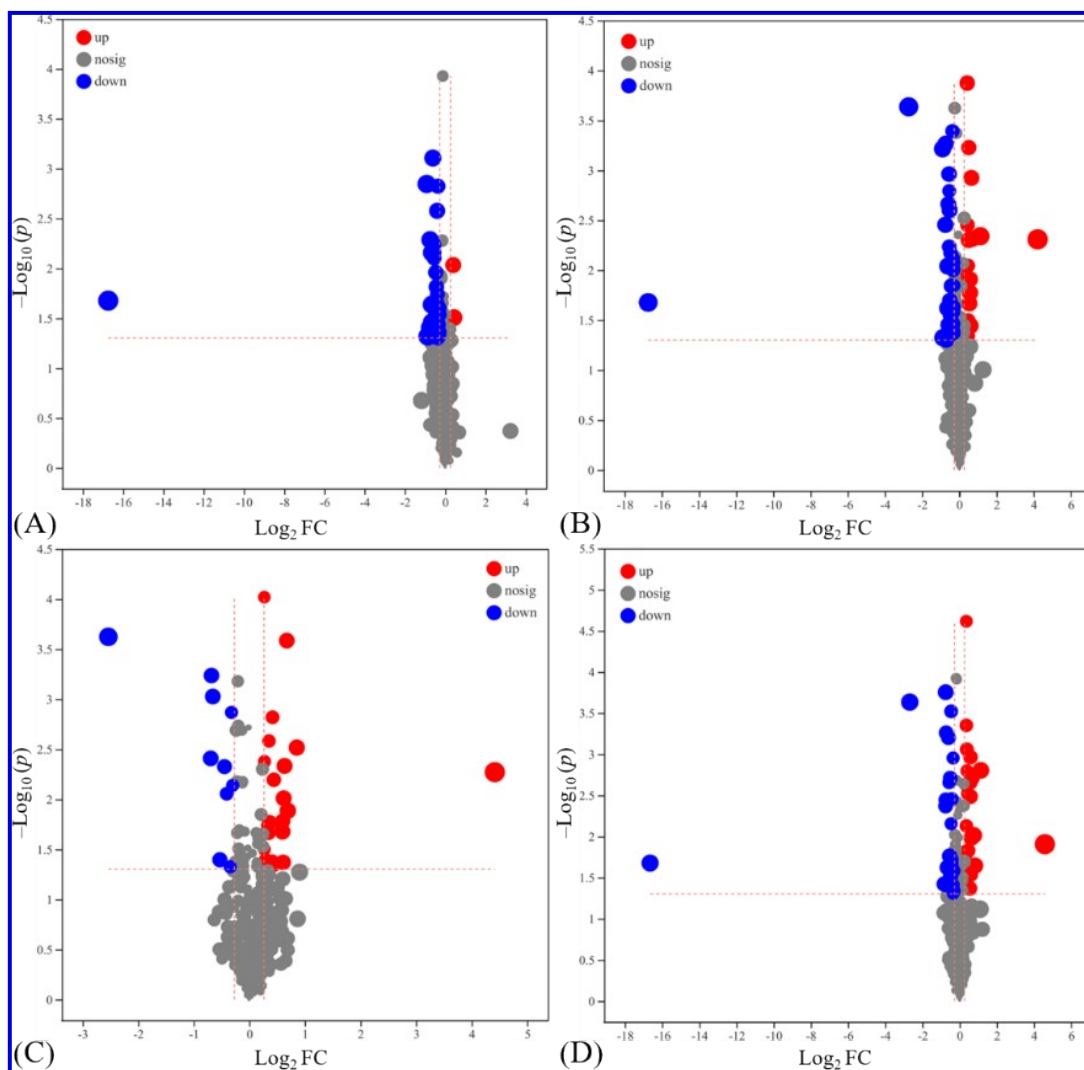 4.5
4
3.5
3
2.5
2
1.5
1
0.5
0
−Log10 (p)
up
nosig
down
-18 -16 -14 -12 -10 -8 -6 -4 -2 0 2 4
Log2 FC
(A)
4.5
4
3.5
3
2.5
2
1.5
1
0.5
0
−Log10 (p)
up
nosig
down
-18 -16 -14 -12 -10 -8 -6 -4 -2 0 2 4 6
Log2 FC
(B)
4.5
4
3.5
3
2.5
2
1.5
1
0.5
0
−Log10 (p)
up
nosig
down
-3 -2 -1 0 1 2 3 4 5
Log2 FC
(C)
5.5
5
4.5
4
3.5
3
2.5
2
1.5
1
0.5
0
−Log10 (p)
up
nosig
down
-18 -16 -14 -12 -10 -8 -6 -4 -2 0 2 4 6
Log2 FC
(D)